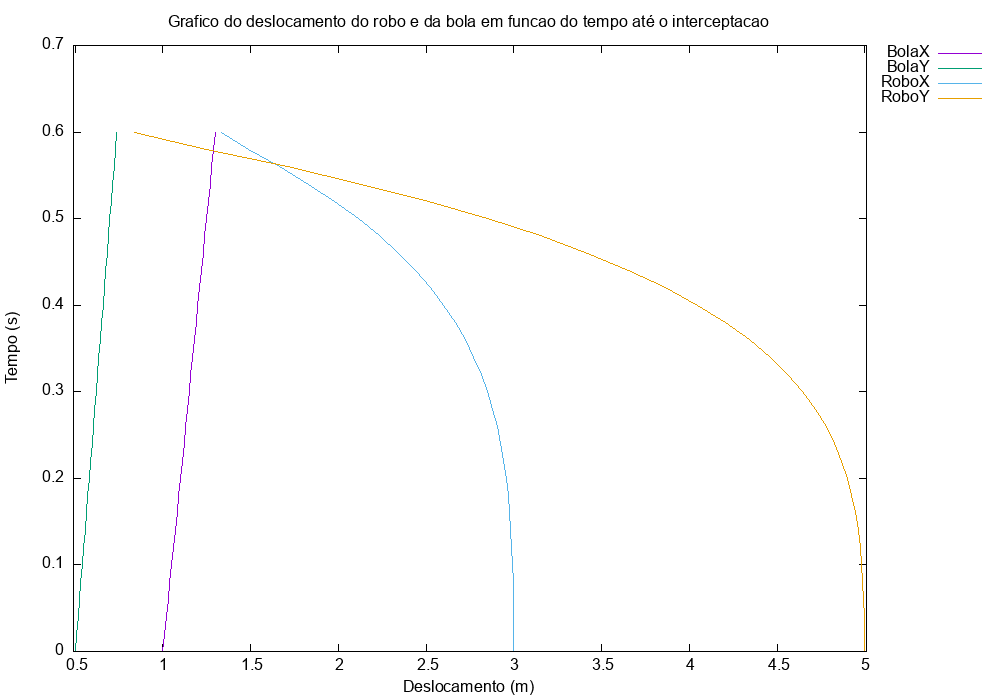 Grafico do deslocamento do robo e da bola em funcao do tempo até o interceptacao
BolaX
BolaY
RoboX
RoboY
0.7
0.6
0.5
0.4
0.3
0.2
0.1
0
Tempo (s)
0.5 1 1.5 2 2.5 3 3.5 4 4.5 5
Deslocamento (m)